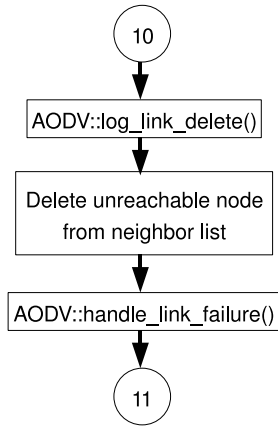 10
AODV::log_link_delete()
Delete unreachable node
from neighbor list
AODV::handle_link_failure()
11